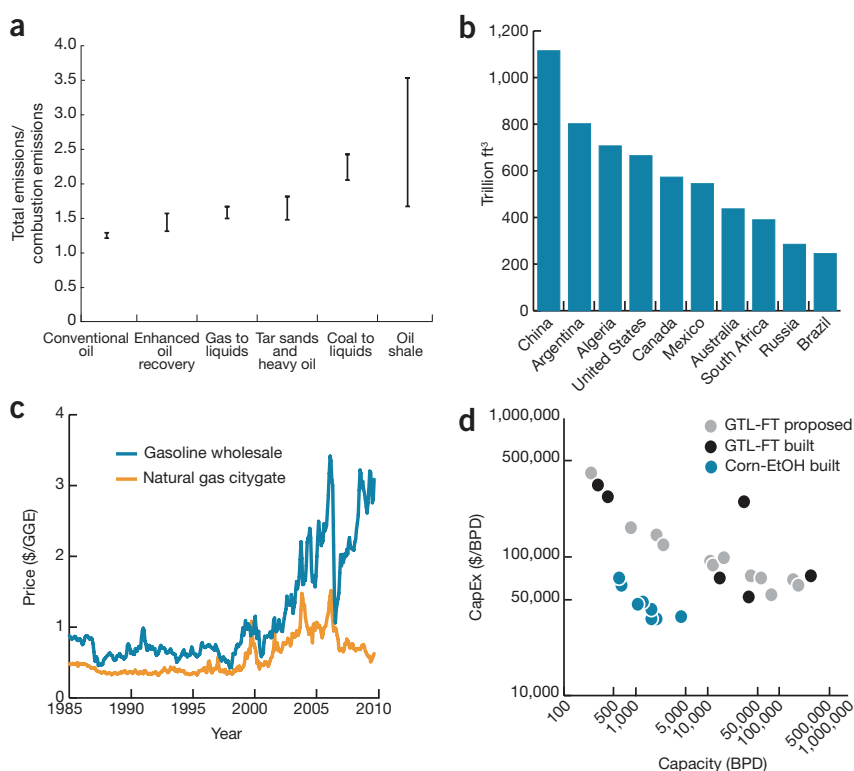 a
Total emissions/
combustion emissions
4.0
3.5
3.0
2.5
2.0
1.5
1.0
0.5
0
Conventional
oil
Enhanced
oil
recovery
Gas to
liquids
Tar sands
and
heavy oil
Coal to
liquids
Oil
shale
b
Trillion ft³
1,200
1,000
800
600
400
200
0
China
Argentina
Algeria
United States
Canada
Mexico
Australia
South Africa
Russia
Brazil
c
Price ($/GGE)
4
3
2
1
0
Gasoline wholesale
Natural gas citygate
1985
1990
1995
2000
2005
2010
Year
d
CapEx ($/BPD)
1,000,000
500,000
100,000
50,000
10,000
GTL-FT proposed
GTL-FT built
Corn-EtOH built
100
500
1,000
5,000
10,000
50,000
100,000
500,000
1,000,000
Capacity (BPD)